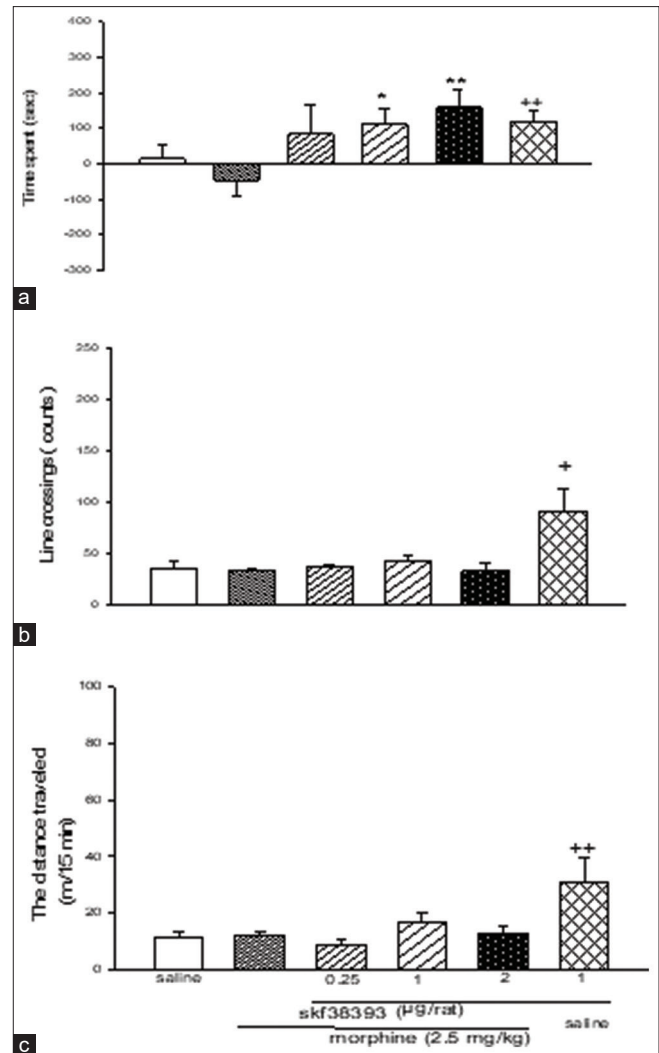 400
300
200
100
0
-100
-200
-300
Time spent (sec)
*
**
++
a
250
200
150
100
50
0
Line crossings ( counts )
+
b
100
80
60
40
20
0
The distance traveled
(m/15 min)
++
saline
0.25
1
2
1
skf38393 (µg/rat)
saline
morphine (2.5 mg/kg)
c